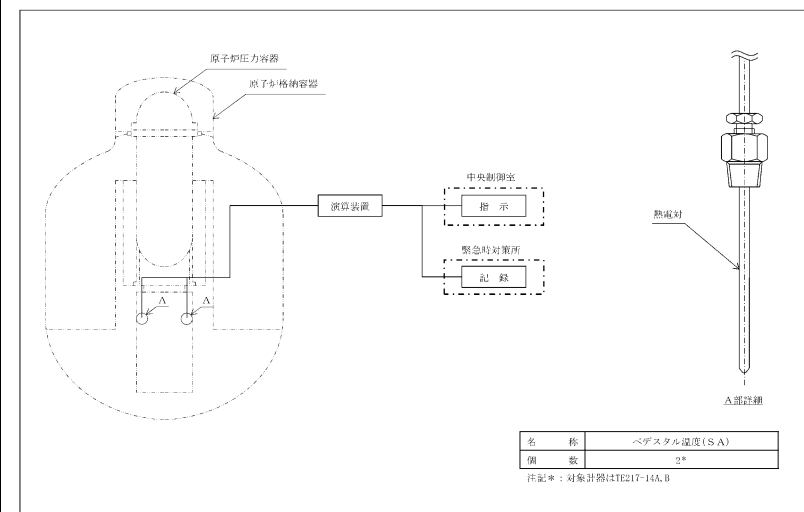 原子炉圧力容器
原子炉格納容器
中央制御室
演算装置
指 示
緊急時対策所
記 録
熱電対
A
A
A部詳細
名 称 ペデスタル温度(SA)
個 数 2*
注記*:対象計器はTE217-14A,B